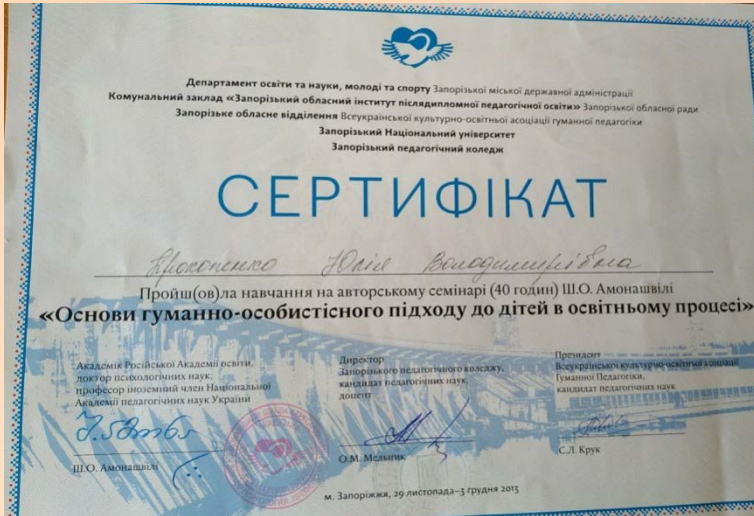 Департамент освіти та науки, молоді та спорту Запорізької міської державної адміністрації
Комунальний заклад «Запорізький обласний інститут післядипломної педагогічної освіти» Запорізької обласної ради
Запорізьке обласне відділення Всеукраїнської культурно-освітньої асоціації гуманної педагогіки
Запорізький Національний університет
Запорізький педагогічний коледж
СЕРТИФІКАТ
Прокопенко Юлія Володимирівна
Пройш(ов)ла навчання на авторському семінарі (40 годин) Ш.О. Амонашвілі
«Основи гуманно-особистісного підходу до дітей в освітньому процесі»
Академік Російської Академії освіти,
доктор психологічних наук,
професор іноземний член Національної
Академії педагогічних наук України
Ш.О. Амонашвілі
Директор
Запорізького педагогічного коледжу,
кандидат педагогічних наук,
доцент
О.М. Мельник
Президент
Всеукраїнської культурно-освітньої асоціації
Гуманної Педагогіки,
кандидат педагогічних наук
С.Л. Крук
м. Запоріжжя, 29 листопада–3 грудня 2015